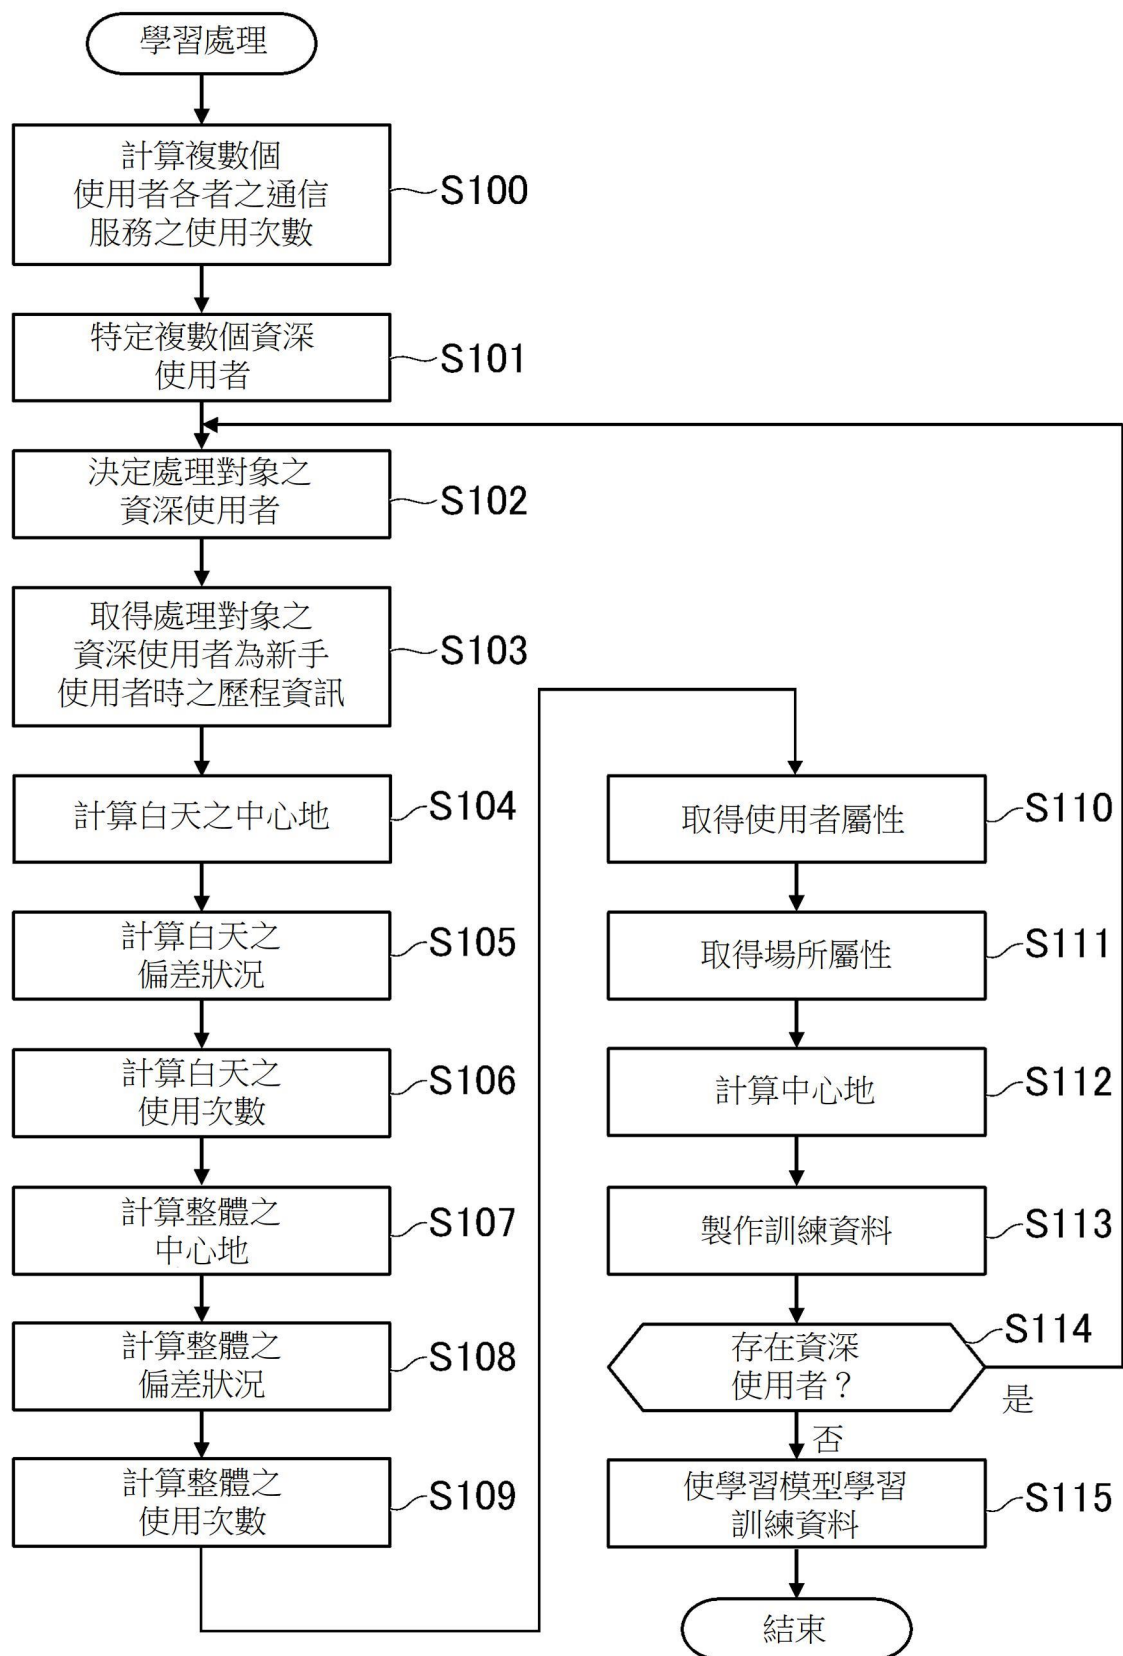 學習處理
計算複數個
使用者各者之通信
服務之使用次數
S100
特定複數個資深
使用者
S101
決定處理對象之
資深使用者
S102
取得處理對象之
資深使用者為新手
使用者時之歷程資訊
S103
計算白天之中心地
S104
計算白天之
偏差狀況
S105
計算白天之
使用次數
S106
計算整體之
中心地
S107
計算整體之
偏差狀況
S108
計算整體之
使用次數
S109
取得使用者屬性
S110
取得場所屬性
S111
計算中心地
S112
製作訓練資料
S113
存在資深
使用者？
S114
是
否
使學習模型學習
訓練資料
S115
結束